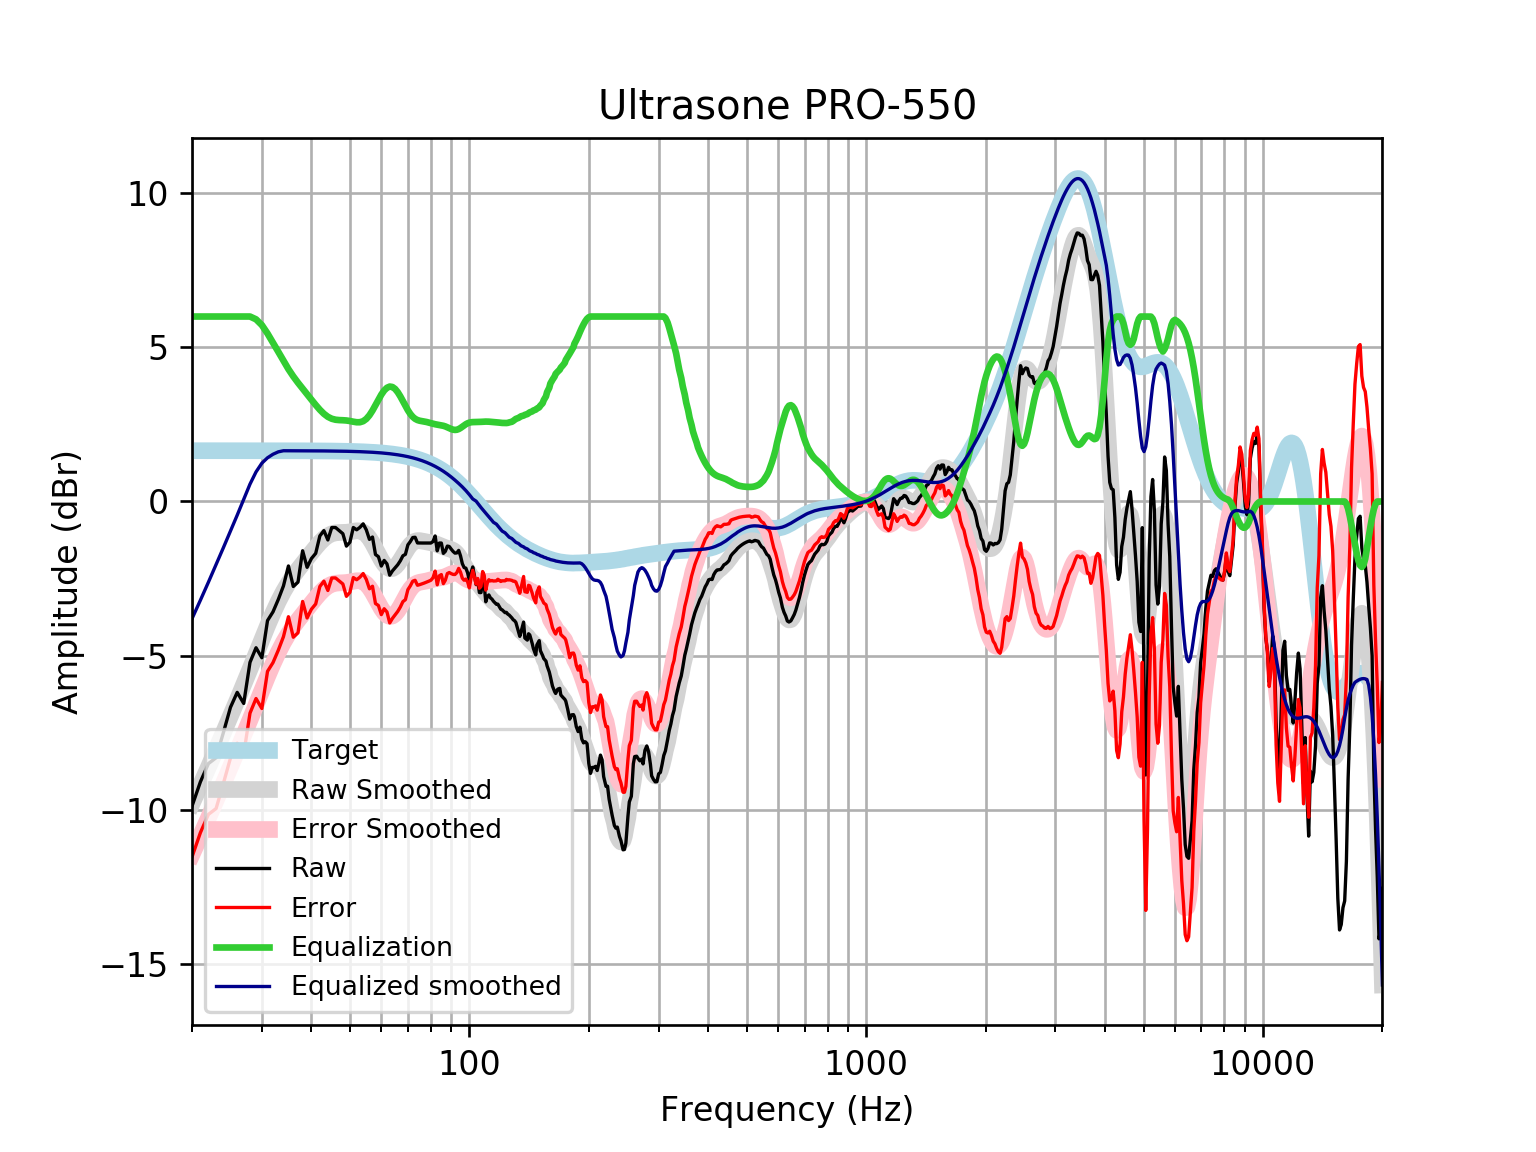 Ultrasone PRO-550
10
5
0
−5
−10
−15
Amplitude (dBr)
Target
Raw Smoothed
Error Smoothed
Raw
Error
Equalization
Equalized smoothed
100
1000
10000
Frequency (Hz)